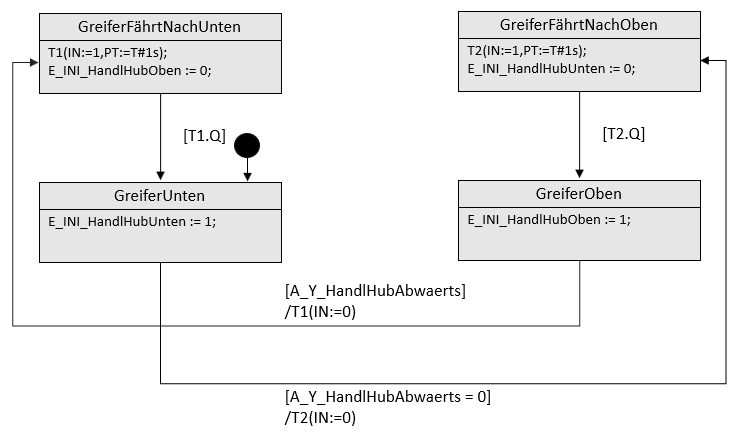 GreiferFährtNachUnten
T1(IN:=1,PT:=T#1s);
E_INI_HandlHubOben := 0;
GreiferFährtNachOben
T2(IN:=1,PT:=T#1s);
E_INI_HandlHubUnten := 0;
[T1.Q]
[T2.Q]
GreiferUnten
E_INI_HandlHubUnten := 1;
GreiferOben
E_INI_HandlHubOben := 1;
[A_Y_HandlHubAbwaerts]
/T1(IN:=0)
[A_Y_HandlHubAbwaerts = 0]
/T2(IN:=0)